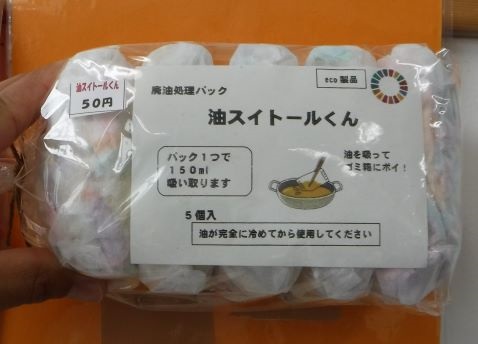 油スイトールくん
50円
eco 製品
廃油処理パック
油スイトールくん
パック1つで
150ml
吸い取ります
油を吸って
ゴミ箱にポイ!
5個入
油が完全に冷めてから使用してください